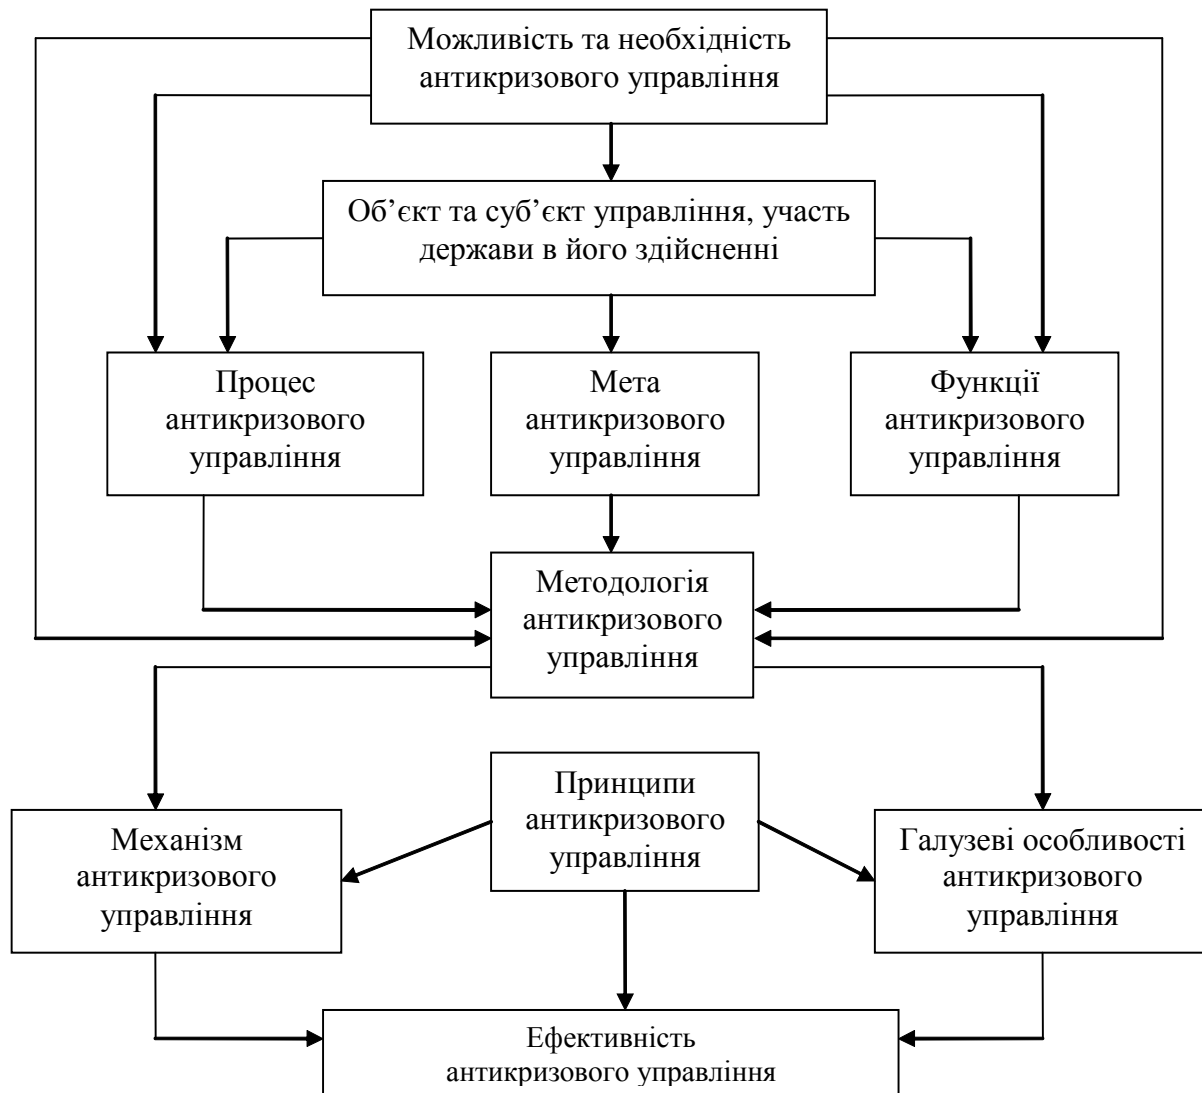 Можливість та необхідність
антикризового управління
Об’єкт та суб’єкт управління, участь
держави в його здійсненні
Процес
антикризового
управління
Мета
антикризового
управління
Функції
антикризового
управління
Методологія
антикризового
управління
Принципи
антикризового
управління
Механізм
антикризового
управління
Галузеві особливості
антикризового
управління
Ефективність
антикризового управління